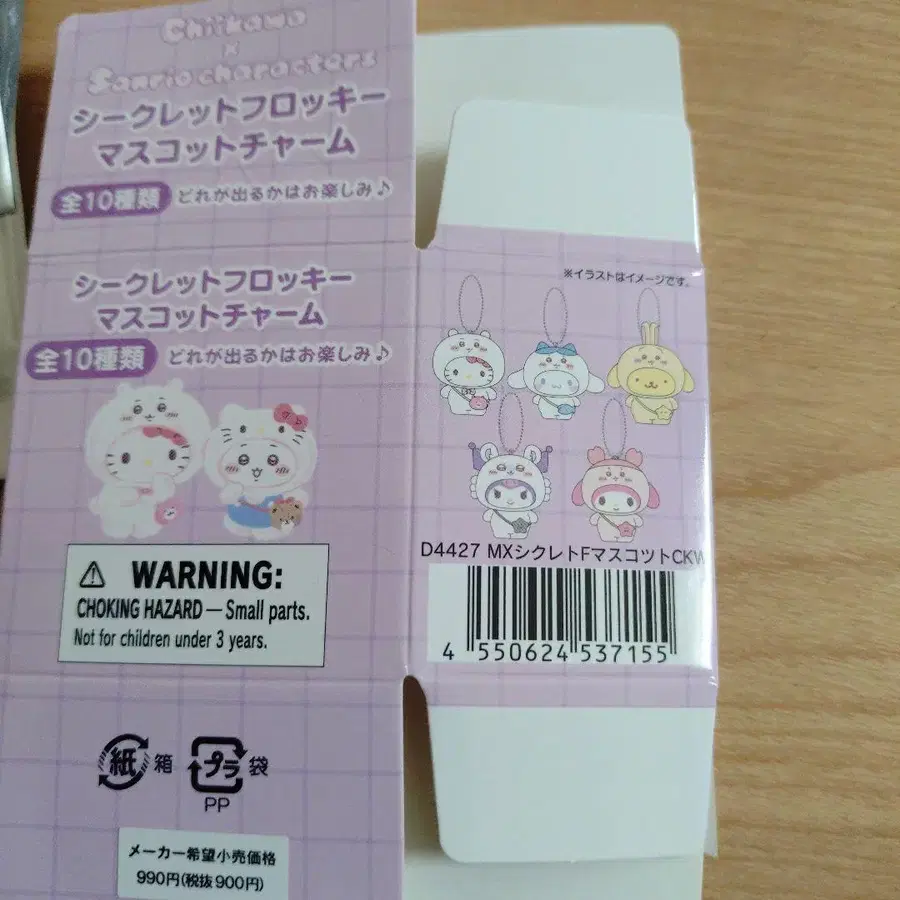 Chiikawa
×
Sanrio characters
シークレットフロッキー
マスコットチャーム
全10種類 どれが出るかはお楽しみ♪
シークレットフロッキー
マスコットチャーム
全10種類 どれが出るかはお楽しみ♪
⚠ WARNING:
CHOKING HAZARD — Small parts.
Not for children under 3 years.
紙 箱 プラ 袋
PP
メーカー希望小売価格
990円(税抜900円)
※イラストはイメージです。
D4427 MXシクレトFマスコツトCKW
4 550624 537155